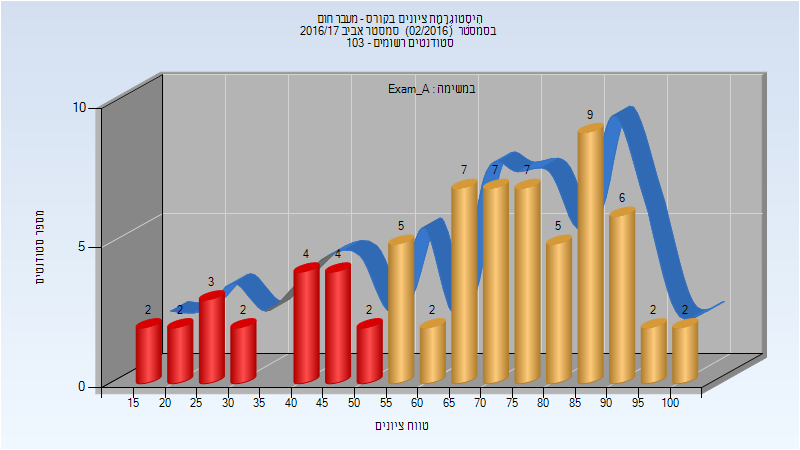 היסטוגרמת ציונים בקורס - מעבר חום
בסמסטר (02/2016) סמסטר אביב 2016/17
סטודנטים רשומים - 103
במשימה : Exam_A
מספר סטודנטים
10
5
0
2 2 3 2 4 4 2 5 2 7 7 7 5 9 6 2 2
15 20 25 30 35 40 45 50 55 60 65 70 75 80 85 90 95 100
טווח ציונים